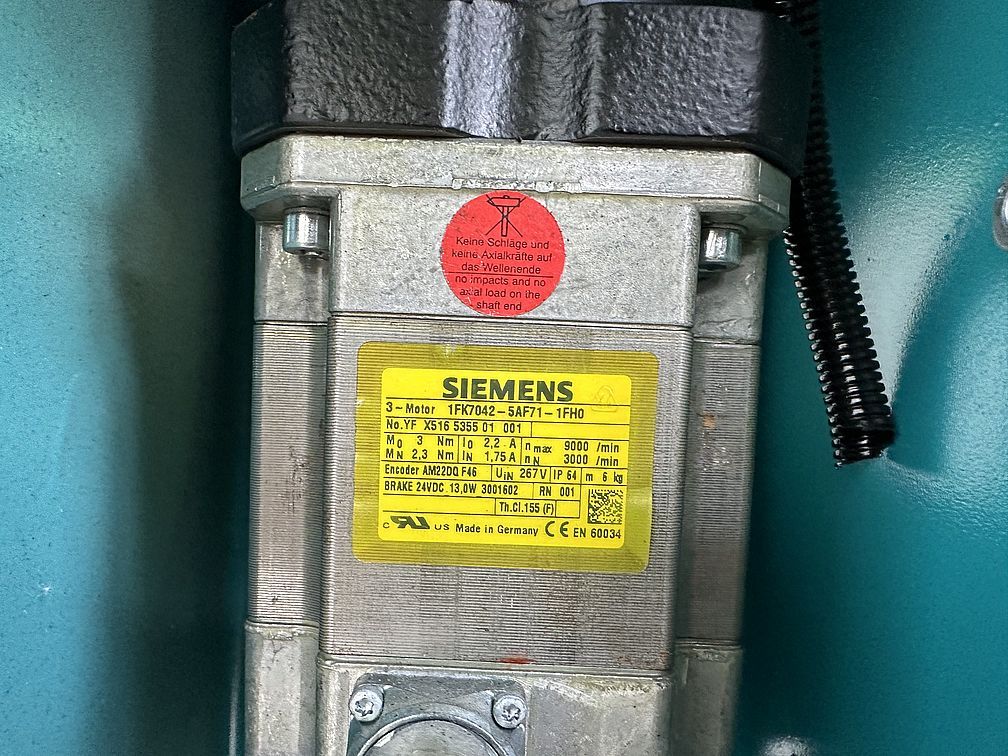 Keine Schläge und
keine Axialkräfte auf
das Wellenende
no impacts and no
axial load on the
shaft end
SIEMENS
3~Motor 1FK7042-5AF71-1FH0
No.YF X516 5355 01 001
M0 3 Nm I0 2,2 A nmax 9000 /min
MN 2,3 Nm IN 1,75 A nN 3000 /min
Encoder AM22DQ F46 UIN 267 V IP 64 m 6 kg
BRAKE 24VDC 13,0W 3001602 RN 001
Th.Cl.155 (F)
c RU US Made in Germany CE EN 60034